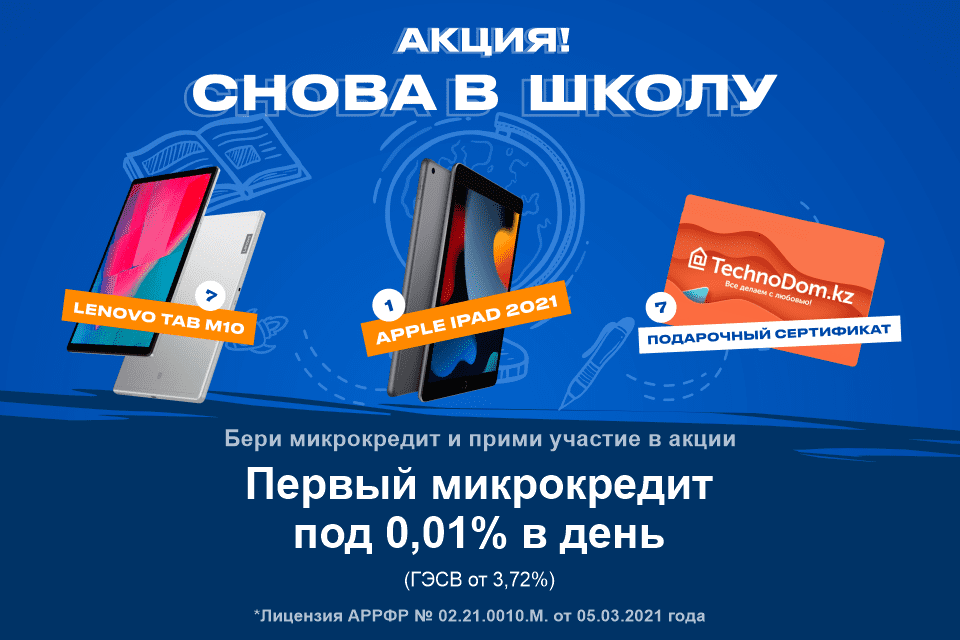 АКЦИЯ!
СНОВА В ШКОЛУ
7
LENOVO TAB M10
Lenovo
1
APPLE IPAD 2021
TechnoDom.kz
Все делаем с любовью!
7
ПОДАРОЧНЫЙ СЕРТИФИКАТ
Бери микрокредит и прими участие в акции
Первый микрокредит
под 0,01% в день
(ГЭСВ от 3,72%)
*Лицензия АРРФР № 02.21.0010.М. от 05.03.2021 года